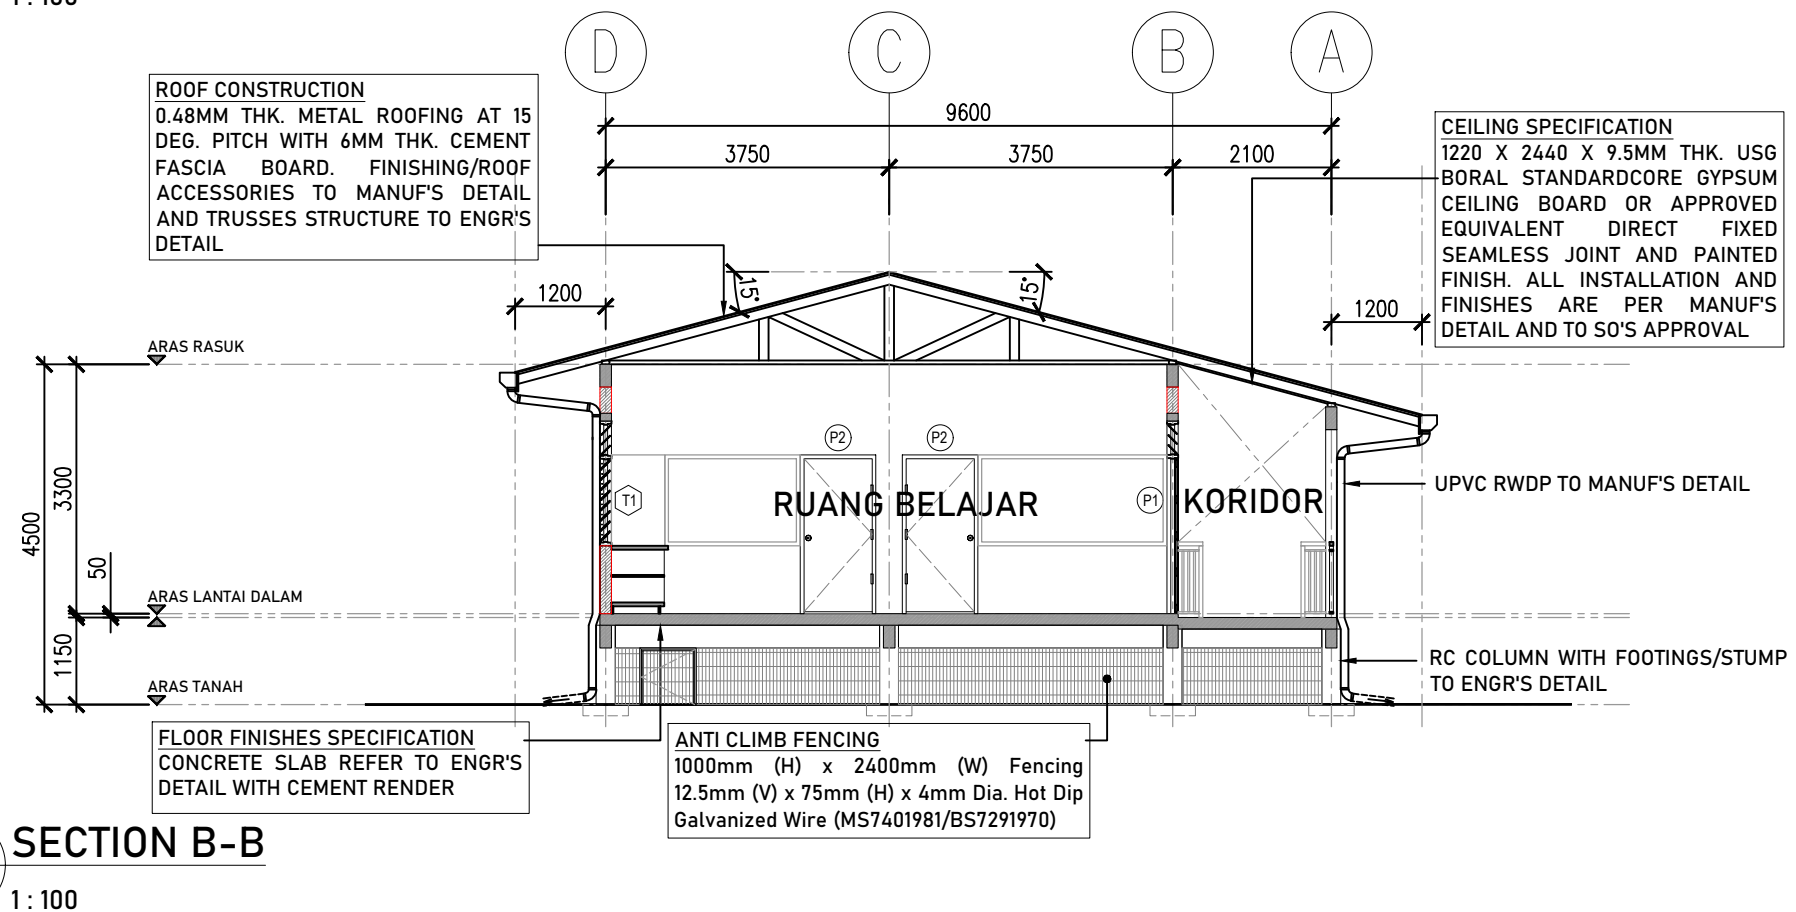 D
C
B
A
ROOF CONSTRUCTION
0.48MM THK. METAL ROOFING AT 15
DEG. PITCH WITH 6MM THK. CEMENT
FASCIA BOARD. FINISHING/ROOF
ACCESSORIES TO MANUF'S DETAIL
AND TRUSSES STRUCTURE TO ENGR'S
DETAIL
9600
3750
3750
2100
CEILING SPECIFICATION
1220 X 2440 X 9.5MM THK. USG
BORAL STANDARDCORE GYPSUM
CEILING BOARD OR APPROVED
EQUIVALENT DIRECT FIXED
SEAMLESS JOINT AND PAINTED
FINISH. ALL INSTALLATION AND
FINISHES ARE PER MANUF'S
DETAIL AND TO SO'S APPROVAL
1200
15°
15°
1200
ARAS RASUK
P2
P2
3300
4500
T1
RUANG BELAJAR
P1
KORIDOR
UPVC RWDP TO MANUF'S DETAIL
50
ARAS LANTAI DALAM
1150
ARAS TANAH
RC COLUMN WITH FOOTINGS/STUMP
TO ENGR'S DETAIL
FLOOR FINISHES SPECIFICATION
CONCRETE SLAB REFER TO ENGR'S
DETAIL WITH CEMENT RENDER
ANTI CLIMB FENCING
1000mm (H) x 2400mm (W) Fencing
12.5mm (V) x 75mm (H) x 4mm Dia. Hot Dip
Galvanized Wire (MS7401981/BS7291970)
SECTION B-B
1 : 100